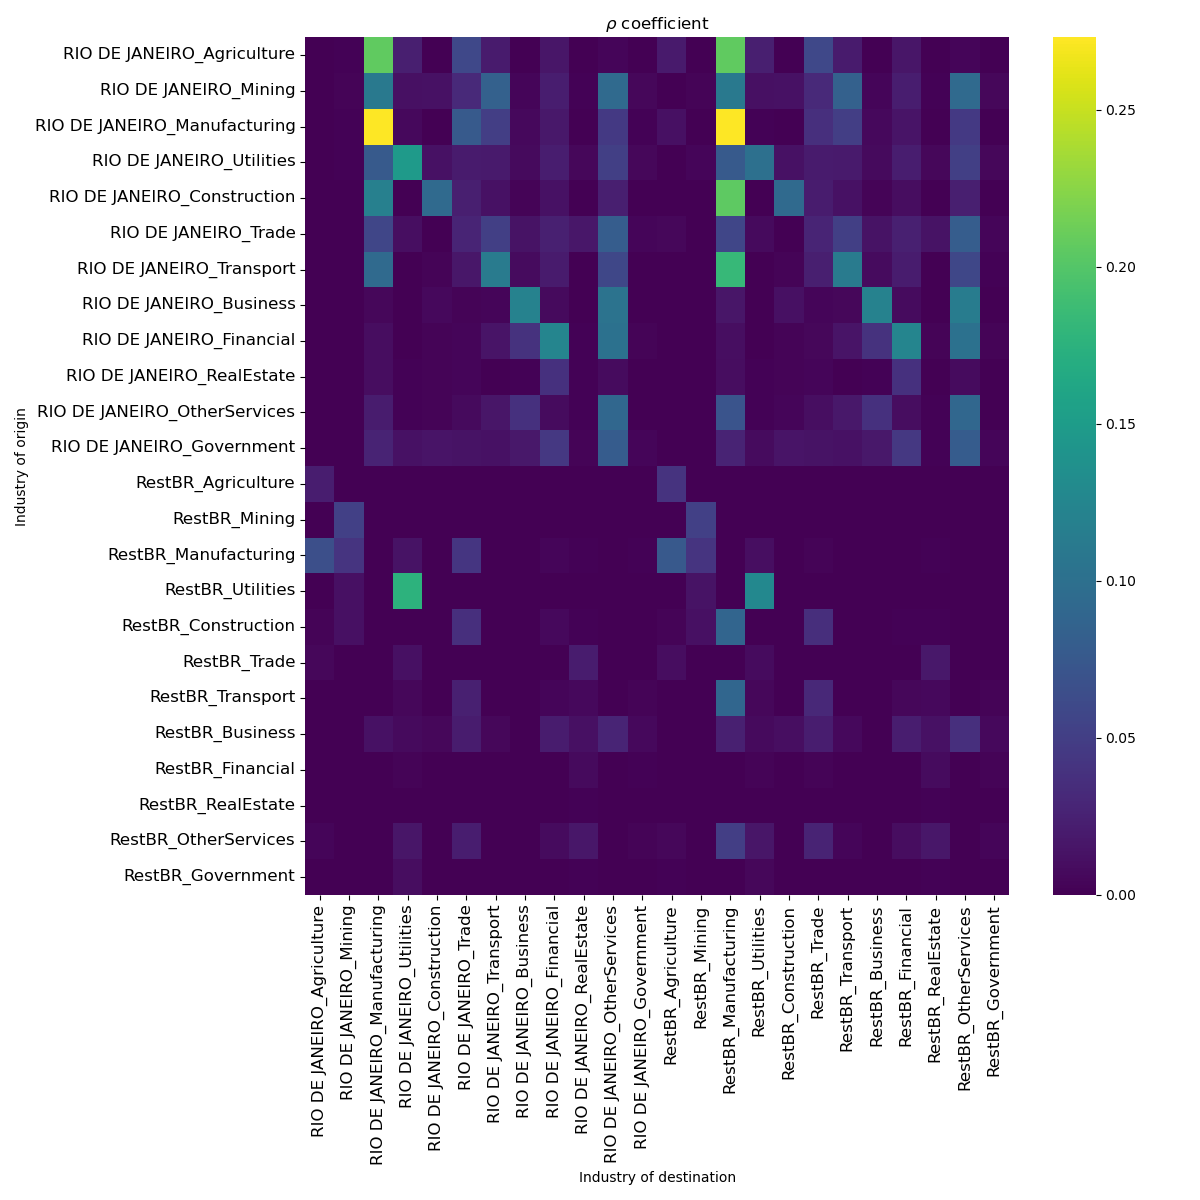 ρ coefficient
RIO DE JANEIRO_Agriculture
RIO DE JANEIRO_Mining
RIO DE JANEIRO_Manufacturing
RIO DE JANEIRO_Utilities
RIO DE JANEIRO_Construction
RIO DE JANEIRO_Trade
RIO DE JANEIRO_Transport
RIO DE JANEIRO_Business
RIO DE JANEIRO_Financial
RIO DE JANEIRO_RealEstate
RIO DE JANEIRO_OtherServices
RIO DE JANEIRO_Government
RestBR_Agriculture
RestBR_Mining
RestBR_Manufacturing
RestBR_Utilities
RestBR_Construction
RestBR_Trade
RestBR_Transport
RestBR_Business
RestBR_Financial
RestBR_RealEstate
RestBR_OtherServices
RestBR_Government
Industry of origin
RIO DE JANEIRO_Agriculture
RIO DE JANEIRO_Mining
RIO DE JANEIRO_Manufacturing
RIO DE JANEIRO_Utilities
RIO DE JANEIRO_Construction
RIO DE JANEIRO_Trade
RIO DE JANEIRO_Transport
RIO DE JANEIRO_Business
RIO DE JANEIRO_Financial
RIO DE JANEIRO_RealEstate
RIO DE JANEIRO_OtherServices
RIO DE JANEIRO_Government
RestBR_Agriculture
RestBR_Mining
RestBR_Manufacturing
RestBR_Utilities
RestBR_Construction
RestBR_Trade
RestBR_Transport
RestBR_Business
RestBR_Financial
RestBR_RealEstate
RestBR_OtherServices
RestBR_Government
Industry of destination
0.25
0.20
0.15
0.10
0.05
0.00